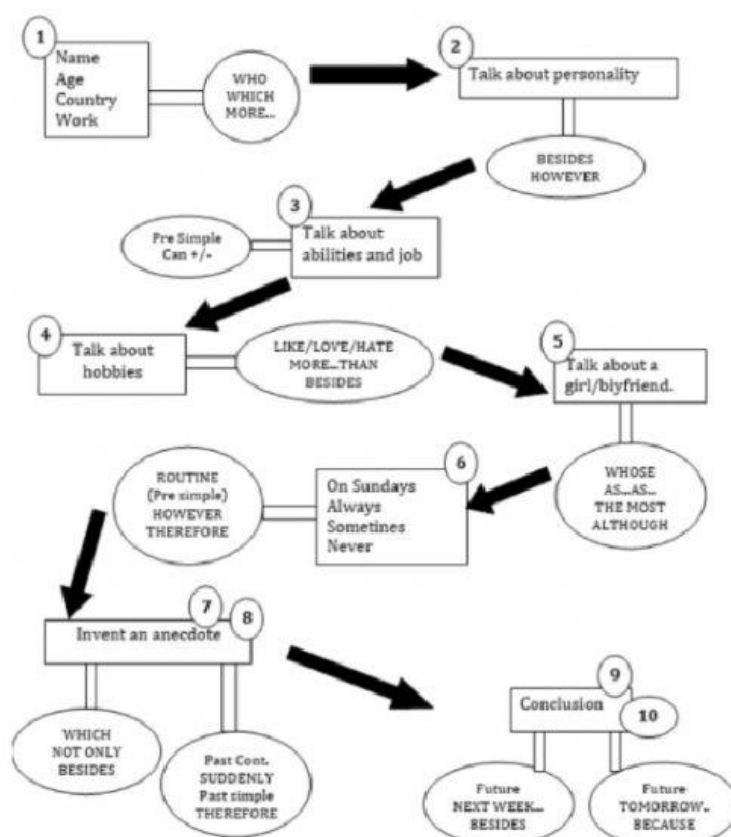 1
Name
Age
Country
Work
WHO
WHICH
MORE...
2
Talk about personality
BESIDES
HOWEVER
3
Talk about
abilities and job
Pre Simple
Can +/-
4
Talk about
hobbies
LIKE/LOVE/HATE
MORE...THAN
BESIDES
5
Talk about a
girl/biyfriend.
WHOSE
AS...AS...
THE MOST
ALTHOUGH
6
On Sundays
Always
Sometines
Never
ROUTINE
(Pre simple)
HOWEVER
THEREFORE
7
8
Invent an anecdote
WHICH
NOT ONLY
BESIDES
Past Cont.
SUDDENLY
Past simple
THEREFORE
9
10
Conclusion
Future
NEXT WEEK...
BESIDES
Future
TOMORROW..
BECAUSE